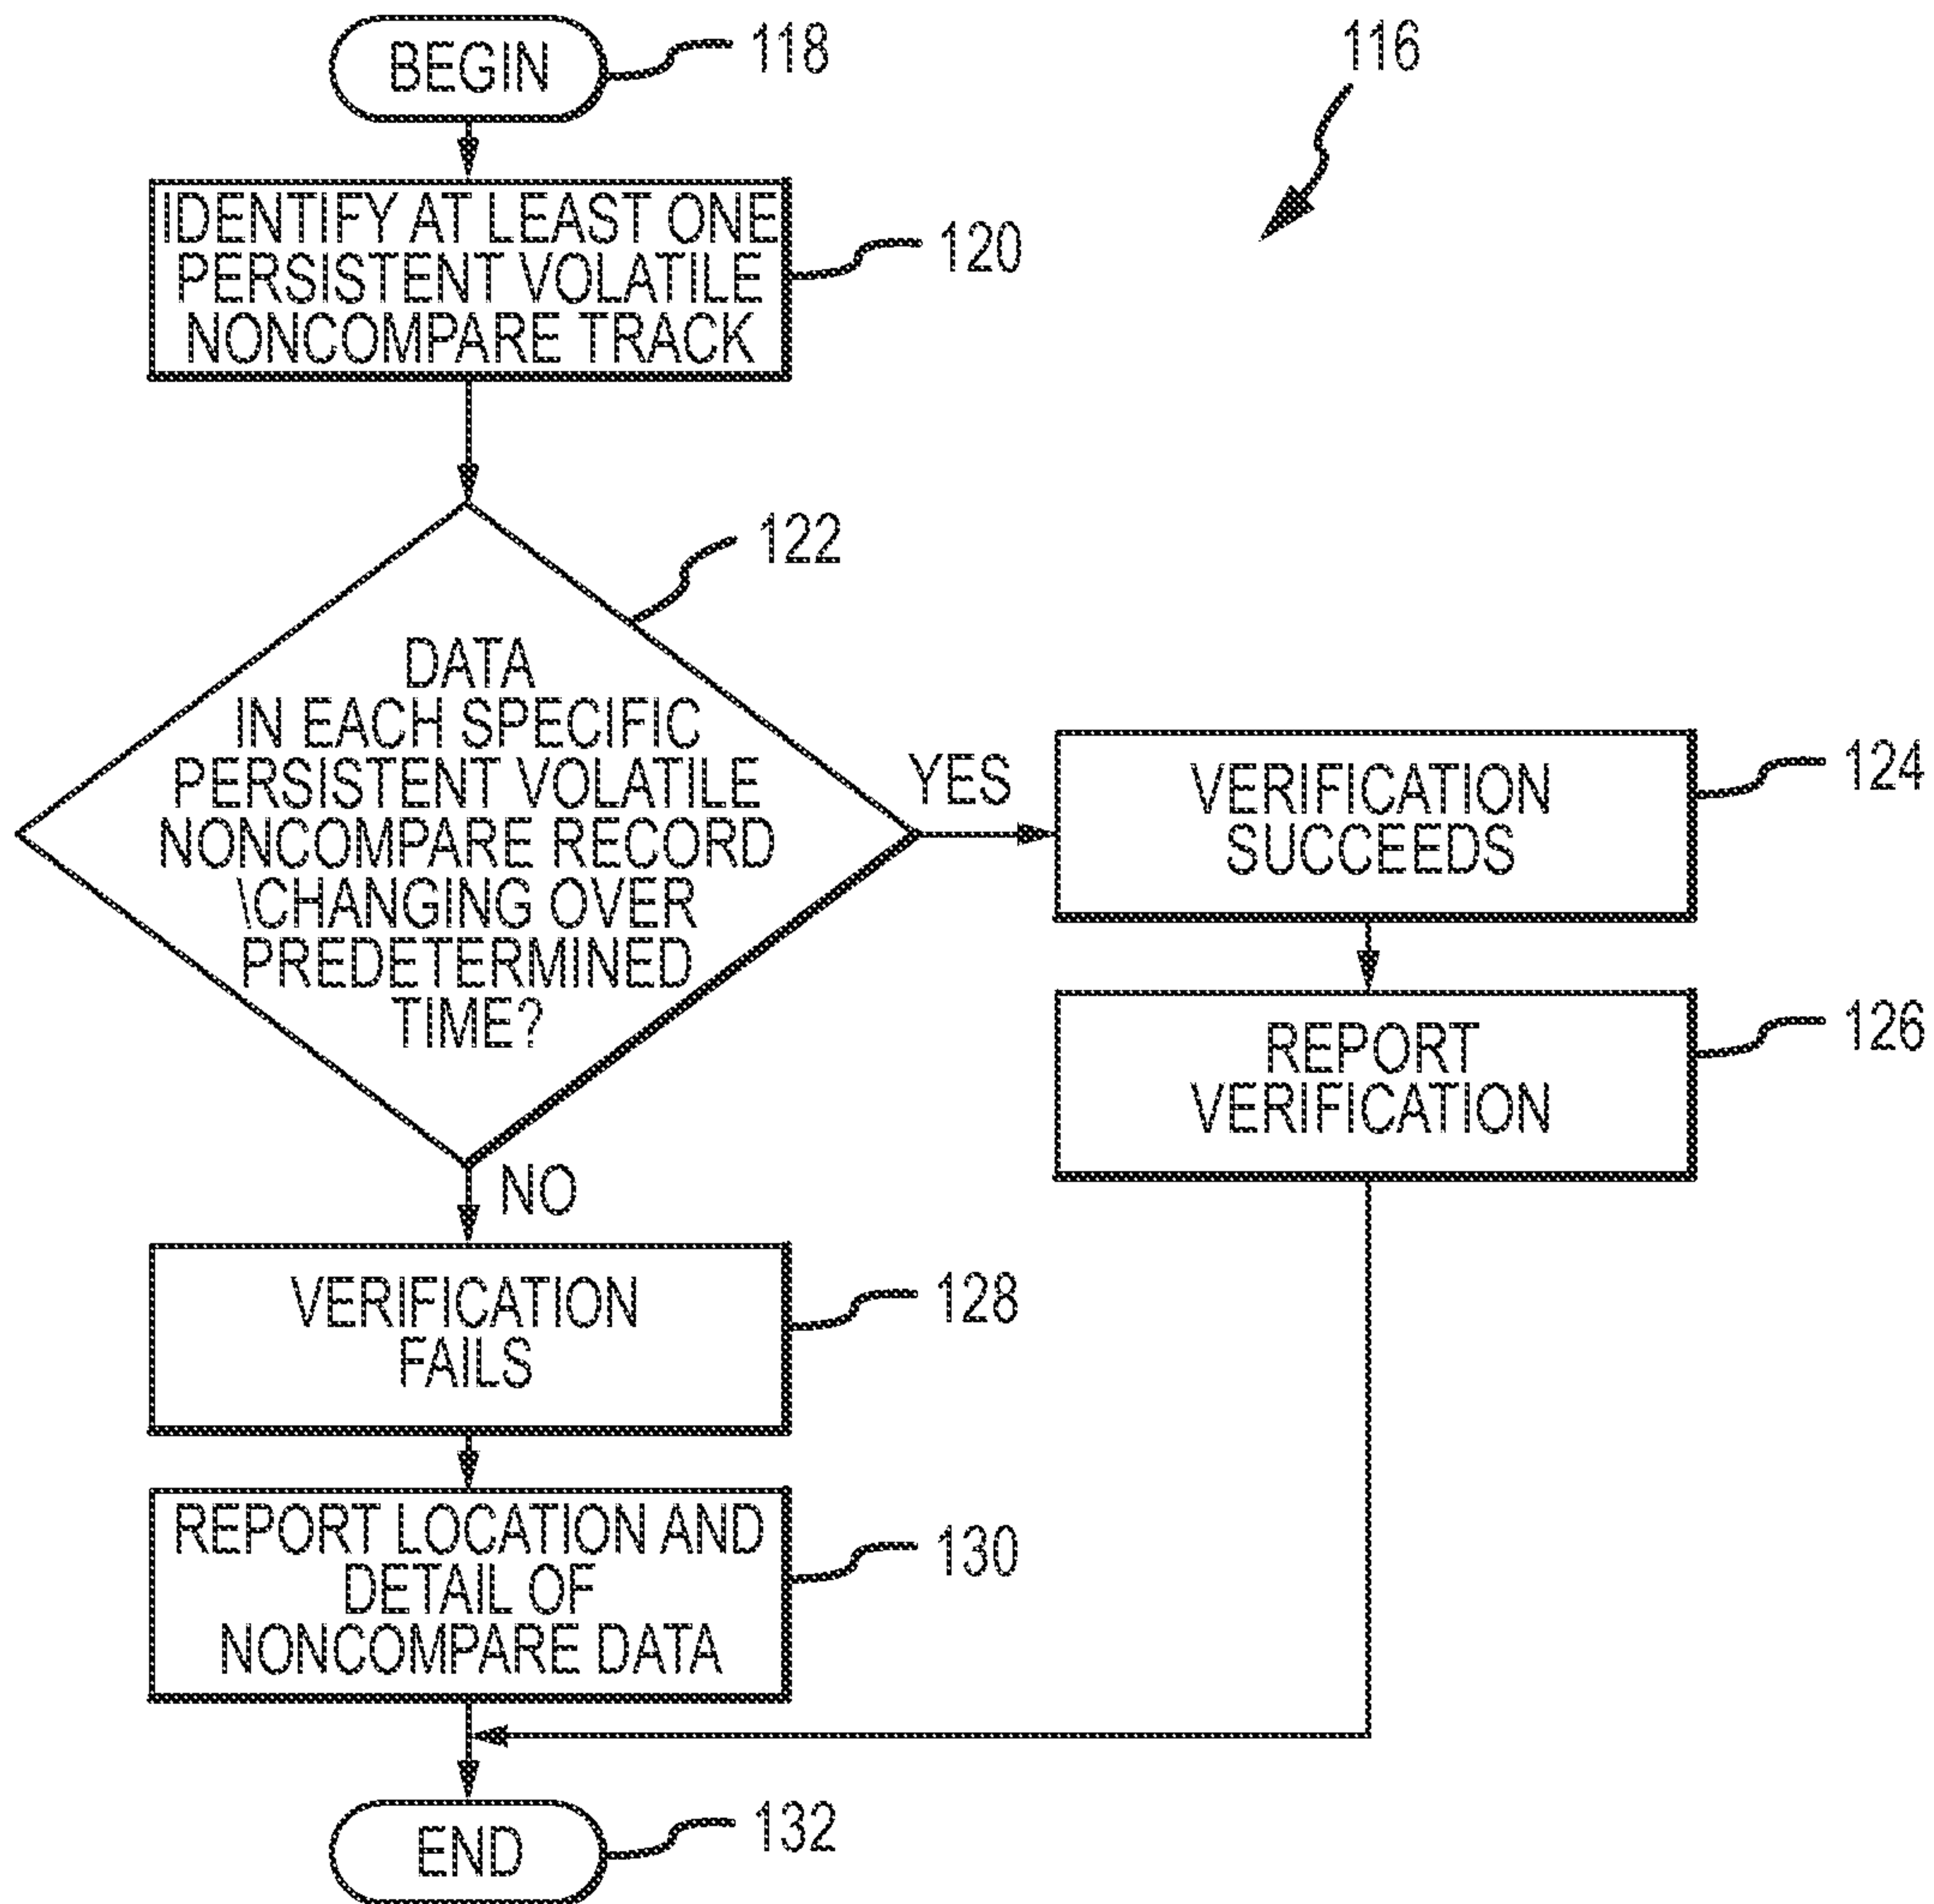 BEGIN
118
116
IDENTIFY AT LEAST ONE
PERSISTENT VOLATILE
NONCOMPARE TRACK
120
122
DATA
IN EACH SPECIFIC
PERSISTENT VOLATILE
NONCOMPARE RECORD
\CHANGING OVER
PREDETERMINED
TIME?
YES
VERIFICATION
SUCCEEDS
124
REPORT
VERIFICATION
126
NO
VERIFICATION
FAILS
128
REPORT LOCATION AND
DETAIL OF
NONCOMPARE DATA
130
END
132